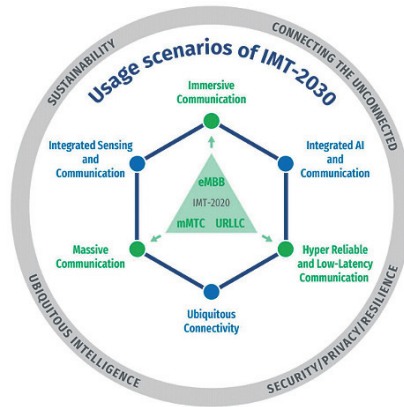 SUSTAINABILITY
CONNECTING THE UNCONNECTED
Usage scenarios of IMT-2030
Immersive
Communication
Integrated Sensing
and
Communication
Integrated AI
and
Communication
eMBB
IMT-2020
mMTC URLLC
Massive
Communication
Hyper Reliable
and Low-Latency
Communication
Ubiquitous
Connectivity
UBIQUITOUS INTELLIGENCE
SECURITY/PRIVACY/RESILIENCE